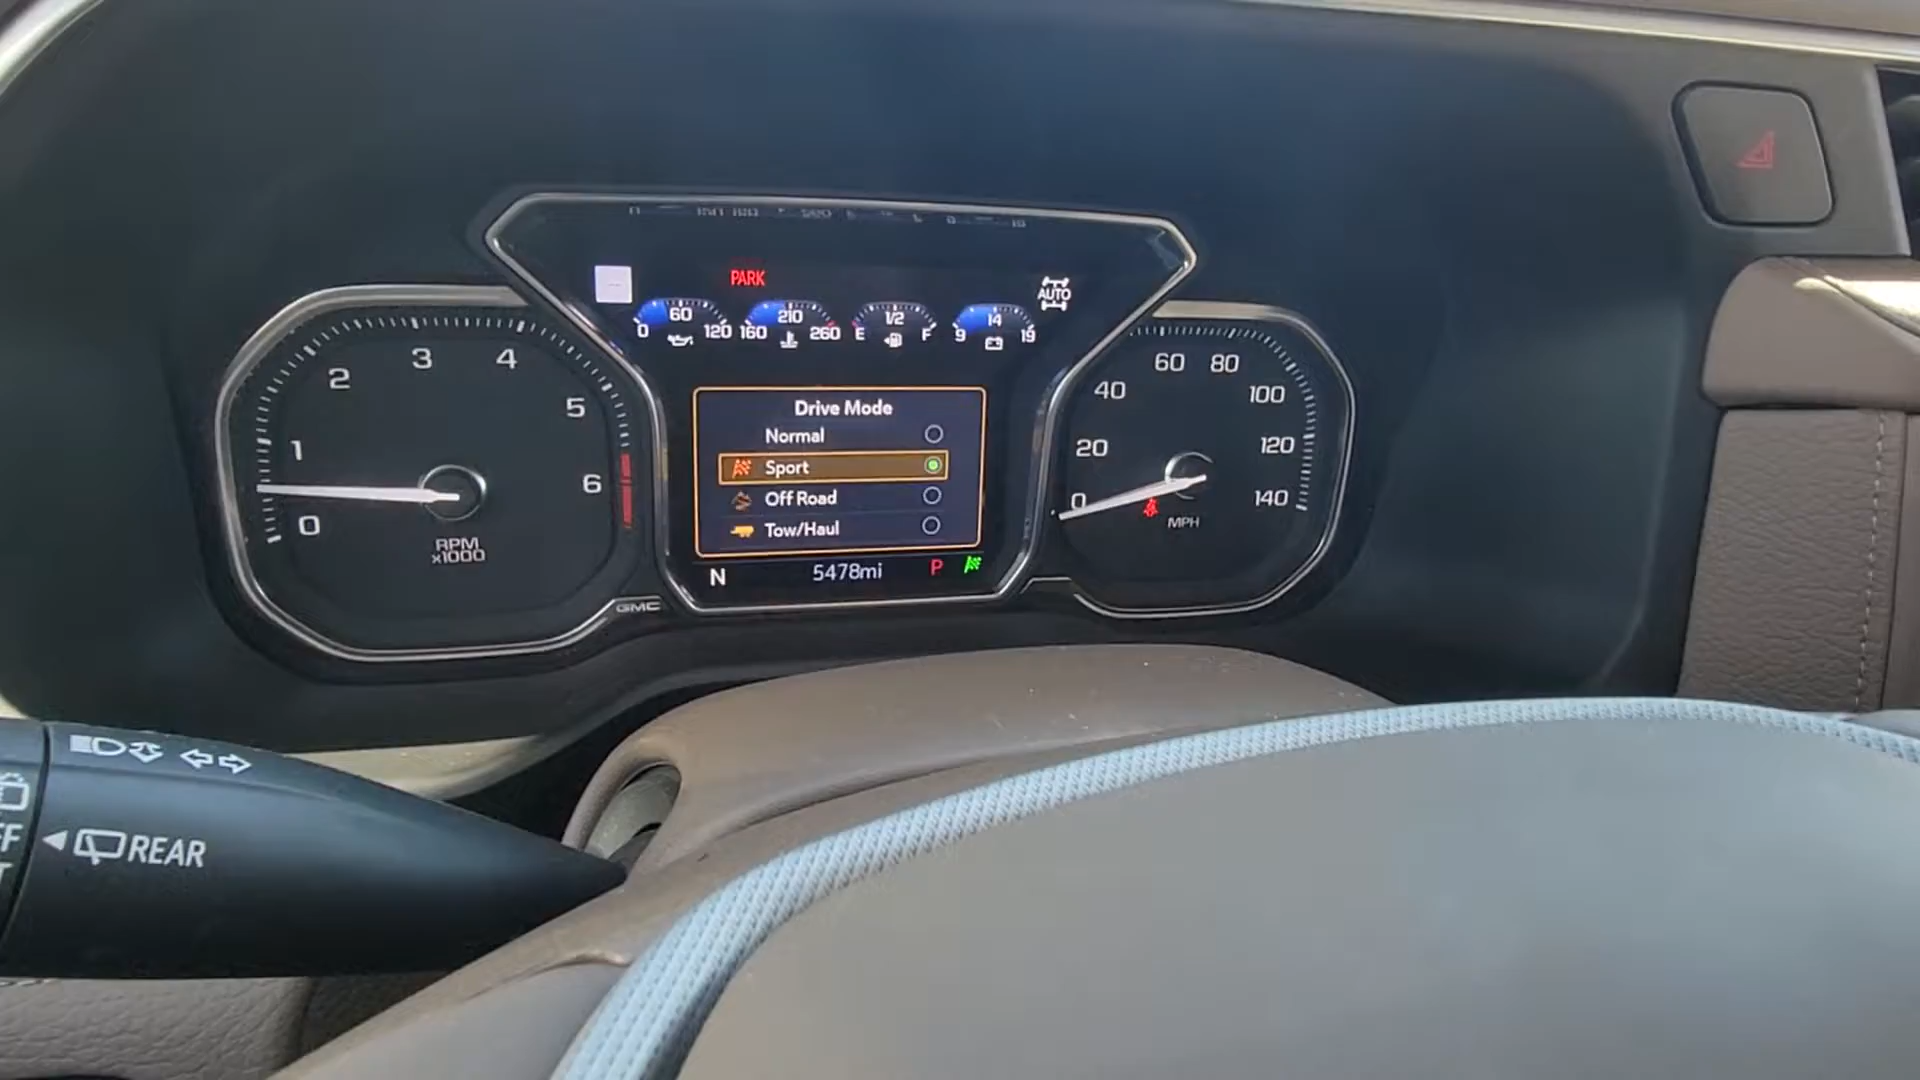 PARK
AUTO
60
0 120
210
160 260
1/2
E F
14
9 19
0 1 2 3 4 5 6
RPM
x1000
Drive Mode
Normal
Sport
Off Road
Tow/Haul
N 5478mi P
GMC
0 20 40 60 80 100 120 140
MPH
REAR